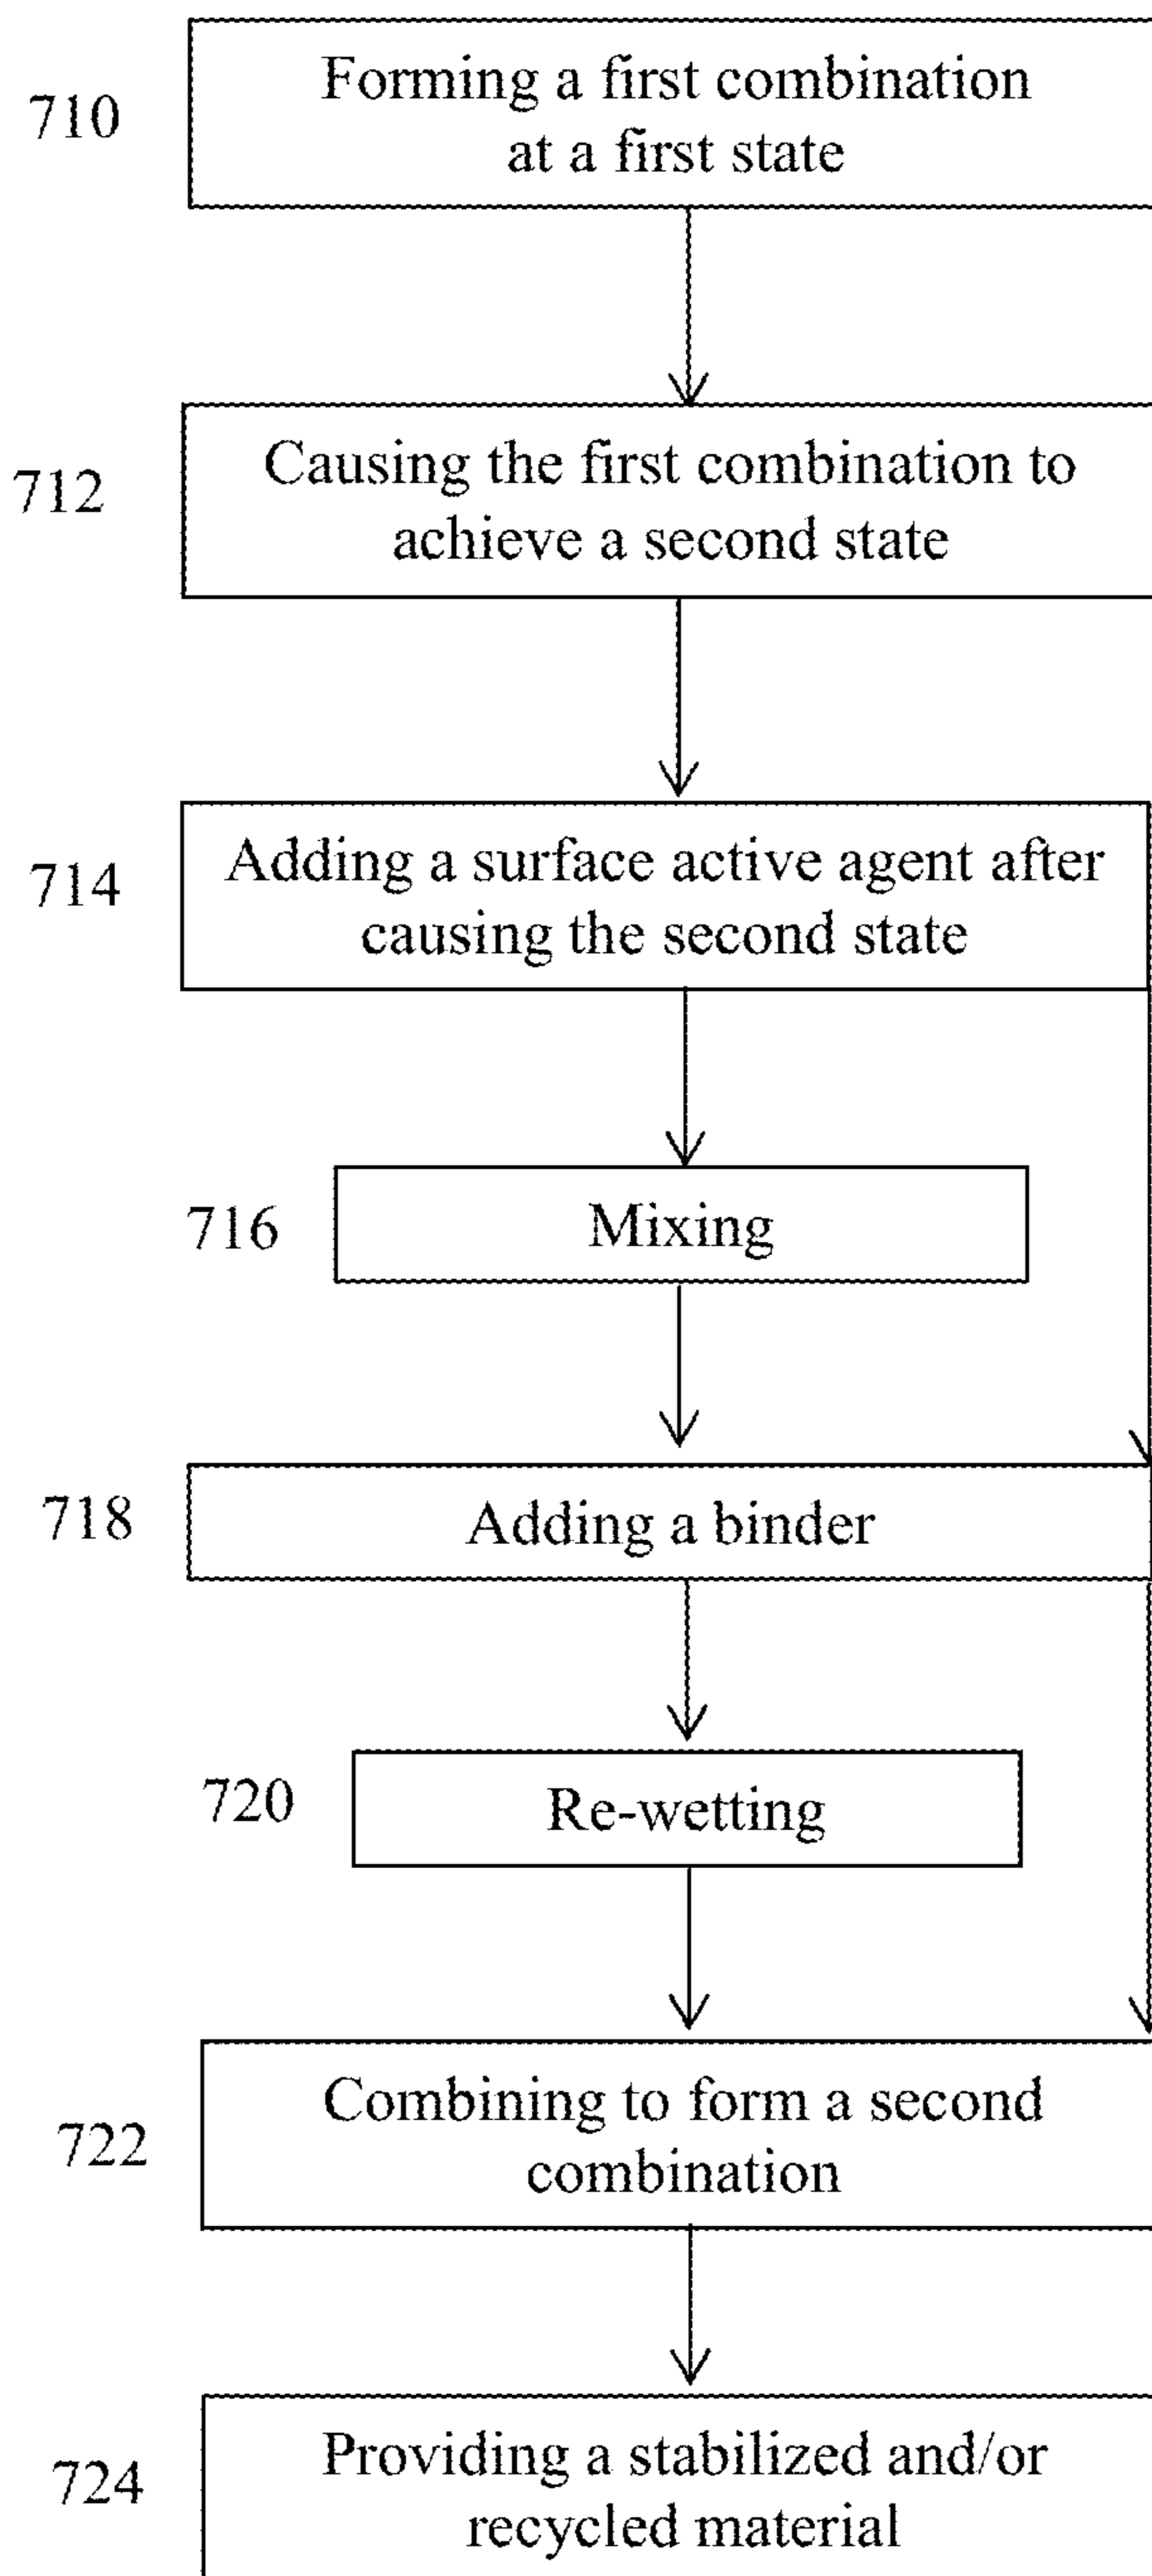 710
Forming a first combination
at a first state
712
Causing the first combination to
achieve a second state
714
Adding a surface active agent after
causing the second state
716
Mixing
718
Adding a binder
720
Re-wetting
722
Combining to form a second
combination
724
Providing a stabilized and/or
recycled material